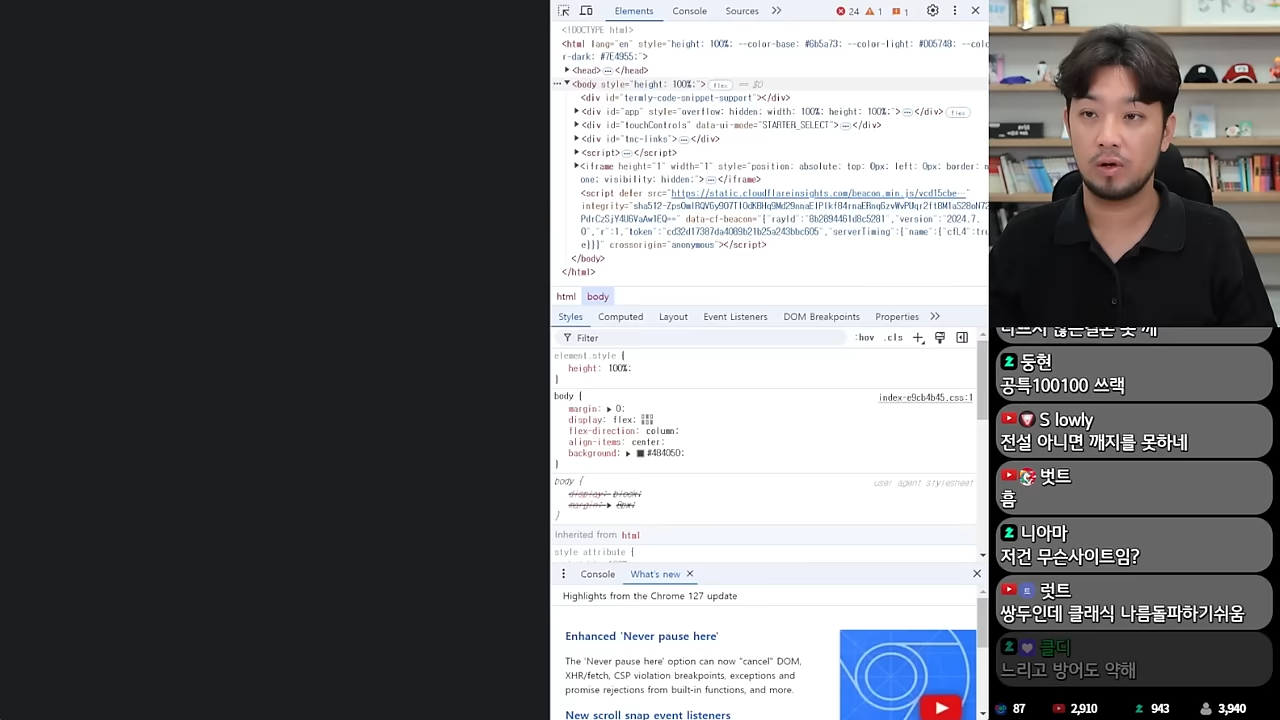 Elements Console Sources 24 1 1
<!DOCTYPE html>
<html lang="en" style="height: 100%; --color-base: #6b5a73; --color-light: #005748; --colo
r-dark: #7E4955;">
<head> </head>
<body style="height: 100%;"> flex == $0
<div id="termly-code-snippet-support"></div>
<div id="app" style="overflow: hidden; width: 100%; height: 100%;"> </div> flex
<div id="touchControls" data-ui-mode="STARTER_SELECT"> </div>
<div id="tnc-links"> </div>
<script> </script>
<iframe height="1" width="1" style="position: absolute; top: 0px; left: 0px; border: n
one; visibility: hidden;"> </iframe>
<script defer src="https://static.cloudflareinsights.com/beacon.min.js/vcd15cbe…"
crossorigin="anonymous"></script>
</body>
</html>
html body
Styles Computed Layout Event Listeners DOM Breakpoints Properties
Filter :hov .cls
element.style {
height: 100%;
}
body { index-e9cb4b45.css:1
margin: 0;
display: flex;
flex-direction: column;
align-items: center;
background: #484050;
}
body { user agent stylesheet
display: block;
margin: 8px;
}
Inherited from html
style attribute {
Console What's new
Highlights from the Chrome 127 update
Enhanced 'Never pause here'
The 'Never pause here' option can now "cancel" DOM,
XHR/fetch, CSP violation breakpoints, exceptions and
promise rejections from built-in functions, and more.
New scroll snap event listeners
둥현
공특100100 쓰랙
S lowly
전설 아니면 깨지를 못하네
벗트
흠
니아마
저건 무슨사이트임?
럿트
쌍두인데 클래식 나름돌파하기쉬움
클디
느리고 방어도 약해
87 2,910 943 3,940